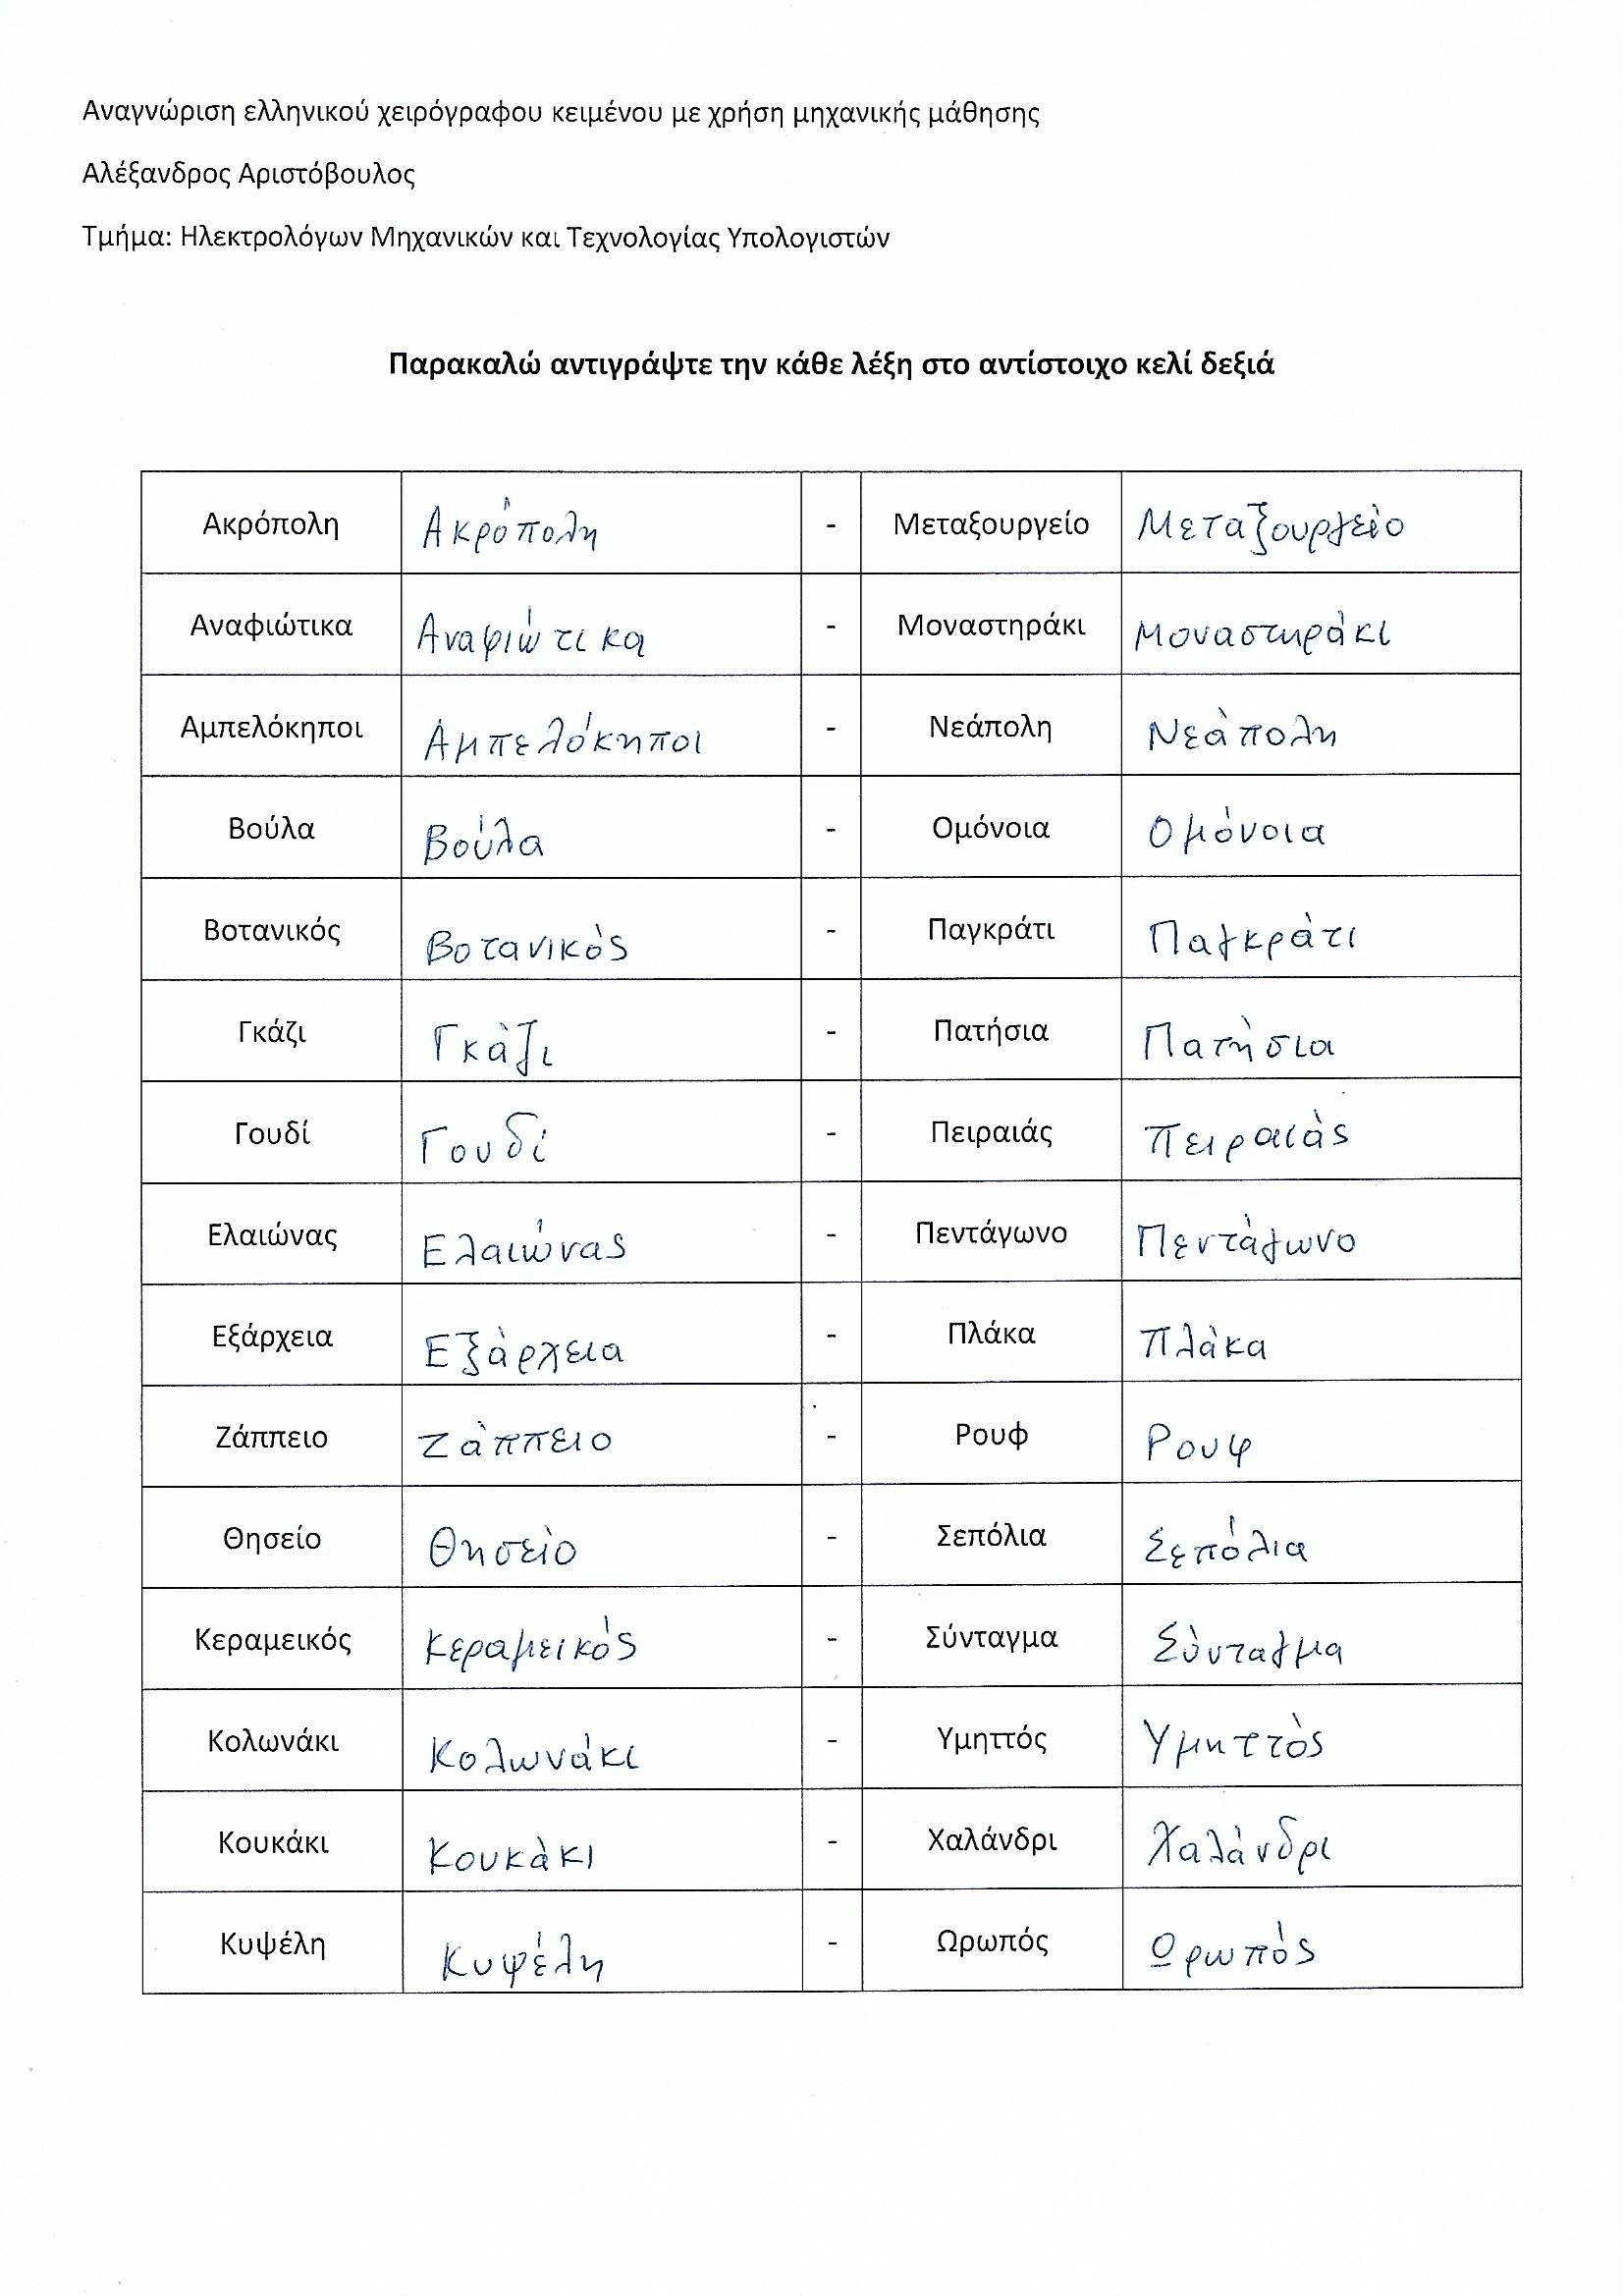 Αναγνώριση ελληνικού χειρόγραφου κειμένου με χρήση μηχανικής μάθησης
Αλέξανδρος Αριστόβουλος
Τμήμα: Ηλεκτρολόγων Μηχανικών και Τεχνολογίας Υπολογιστών
Παρακαλώ αντιγράψτε την κάθε λέξη στο αντίστοιχο κελί δεξιά
Ακρόπολη Ακρόπολη - Μεταξουργείο Μεταξουργείο
Αναφιώτικα Αναφιώτικα - Μοναστηράκι Μοναστηράκι
Αμπελόκηποι Αμπελόκηποι - Νεάπολη Νεάπολη
Βούλα Βούλα - Ομόνοια Ομόνοια
Βοτανικός Βοτανικός - Παγκράτι Παγκράτι
Γκάζι Γκάζι - Πατήσια Πατήσια
Γουδί Γουδί - Πειραιάς Πειραιάς
Ελαιώνας Ελαιώνας - Πεντάγωνο Πεντάγωνο
Εξάρχεια Εξάρχεια - Πλάκα Πλάκα
Ζάππειο Ζάππειο - Ρουφ Ρουφ
Θησείο Θησείο - Σεπόλια Σεπόλια
Κεραμεικός Κεραμεικός - Σύνταγμα Σύνταγμα
Κολωνάκι Κολωνάκι - Υμηττός Υμηττός
Κουκάκι Κουκάκι - Χαλάνδρι Χαλάνδρι
Κυψέλη Κυψέλη - Ωρωπός Ωρωπός